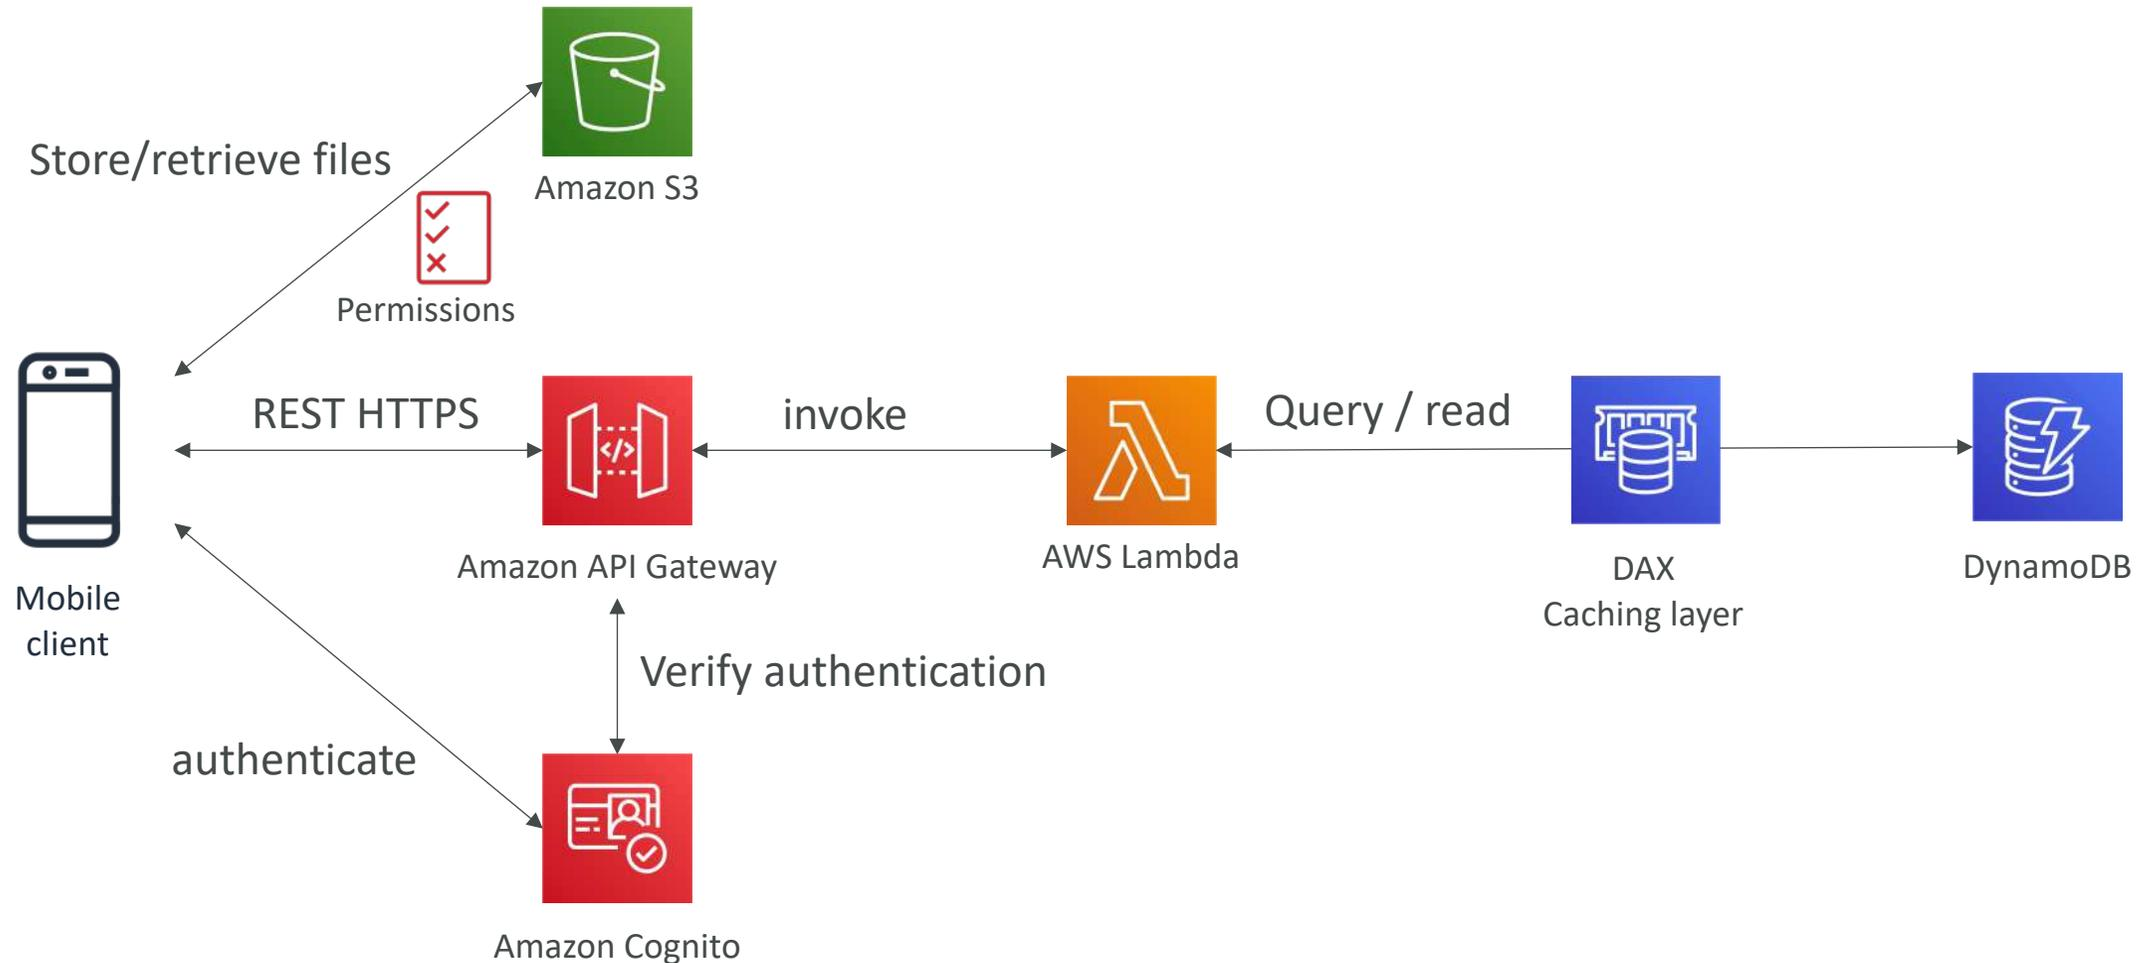 Store/retrieve files
Amazon S3
Permissions
REST HTTPS
invoke
Query / read
Mobile
client
Amazon API Gateway
AWS Lambda
DAX
Caching layer
DynamoDB
Verify authentication
authenticate
Amazon Cognito